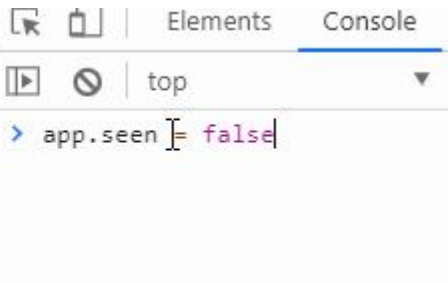 Elements Console
top
> app.seen = false